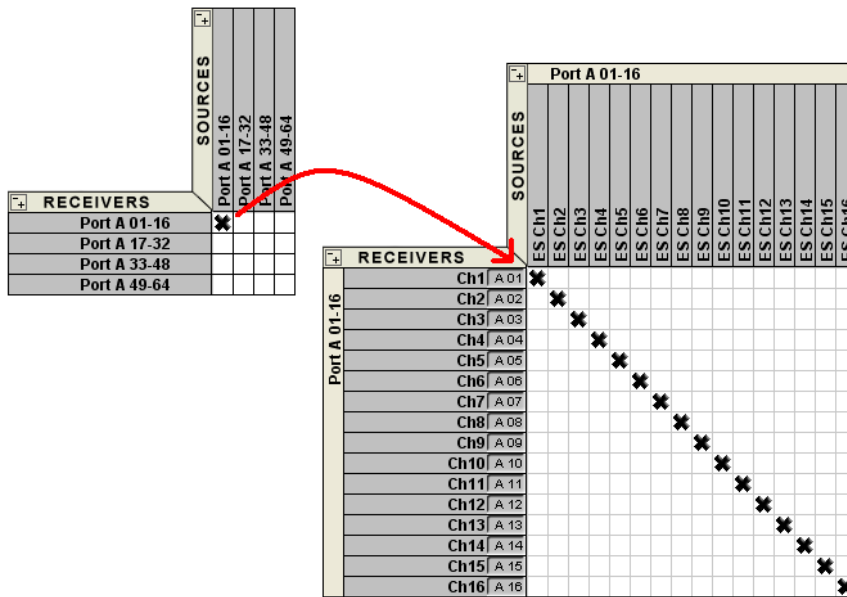 SOURCES
Port A 01-16
Port A 17-32
Port A 33-48
Port A 49-64
RECEIVERS
Port A 01-16
Port A 17-32
Port A 33-48
Port A 49-64
Port A 01-16
SOURCES
ES Ch1
ES Ch2
ES Ch3
ES Ch4
ES Ch5
ES Ch6
ES Ch7
ES Ch8
ES Ch9
ES Ch10
ES Ch11
ES Ch12
ES Ch13
ES Ch14
ES Ch15
ES Ch16
RECEIVERS
Port A 01-16
Ch1 A 01
Ch2 A 02
Ch3 A 03
Ch4 A 04
Ch5 A 05
Ch6 A 06
Ch7 A 07
Ch8 A 08
Ch9 A 09
Ch10 A 10
Ch11 A 11
Ch12 A 12
Ch13 A 13
Ch14 A 14
Ch15 A 15
Ch16 A 16